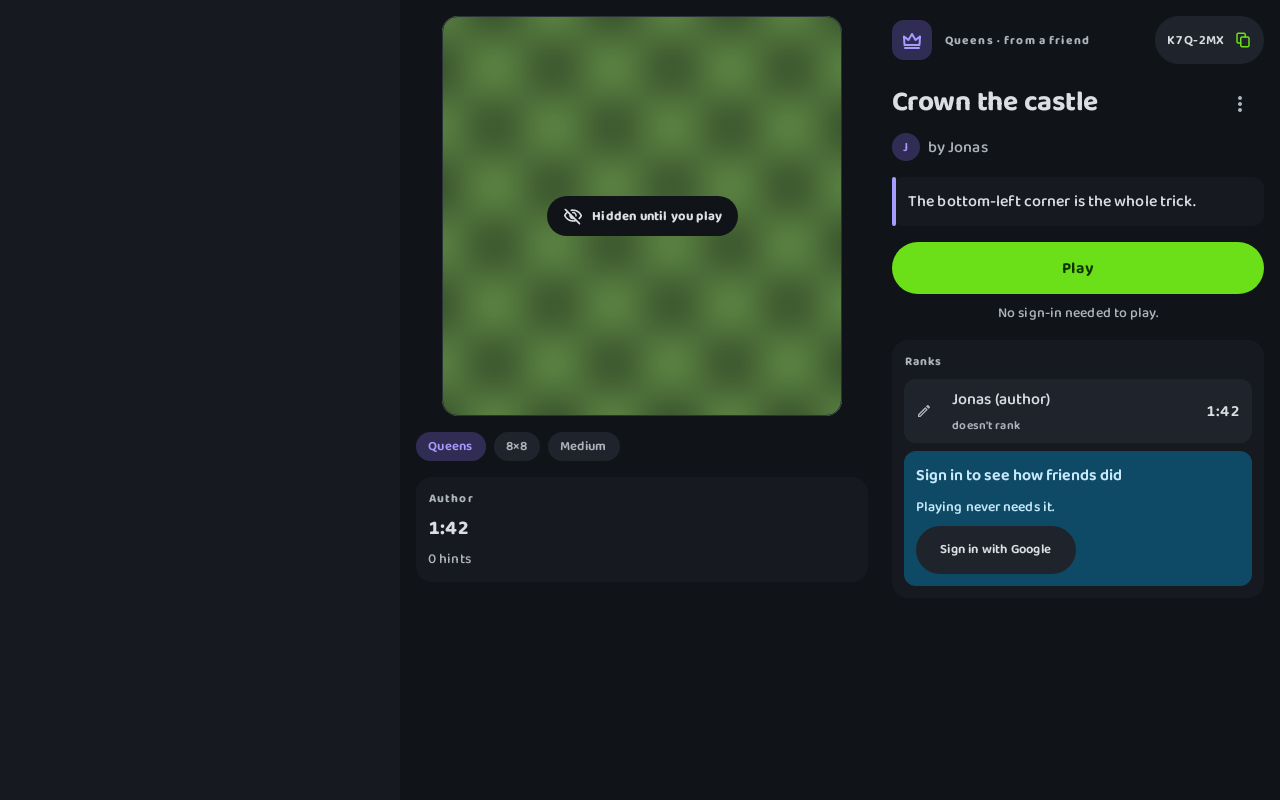 Hidden until you play
Queens
8×8
Medium
Author
1:42
0 hints
Queens · from a friend
K7Q-2MX
Crown the castle
J
by Jonas
The bottom-left corner is the whole trick.
Play
No sign-in needed to play.
Ranks
Jonas (author)
doesn't rank
1:42
Sign in to see how friends did
Playing never needs it.
Sign in with Google